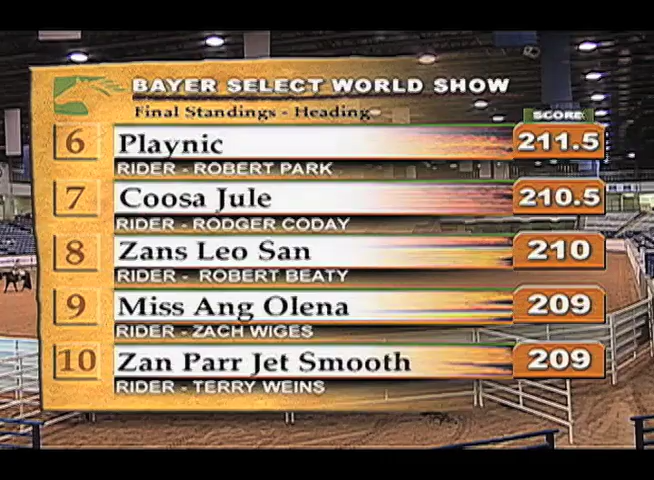 BAYER SELECT WORLD SHOW
Final Standings - Heading
SCORE
6 Playnic 211.5
RIDER - ROBERT PARK
7 Coosa Jule 210.5
RIDER - RODGER CODAY
8 Zans Leo San 210
RIDER - ROBERT BEATY
9 Miss Ang Olena 209
RIDER - ZACH WIGES
10 Zan Parr Jet Smooth 209
RIDER - TERRY WEINS